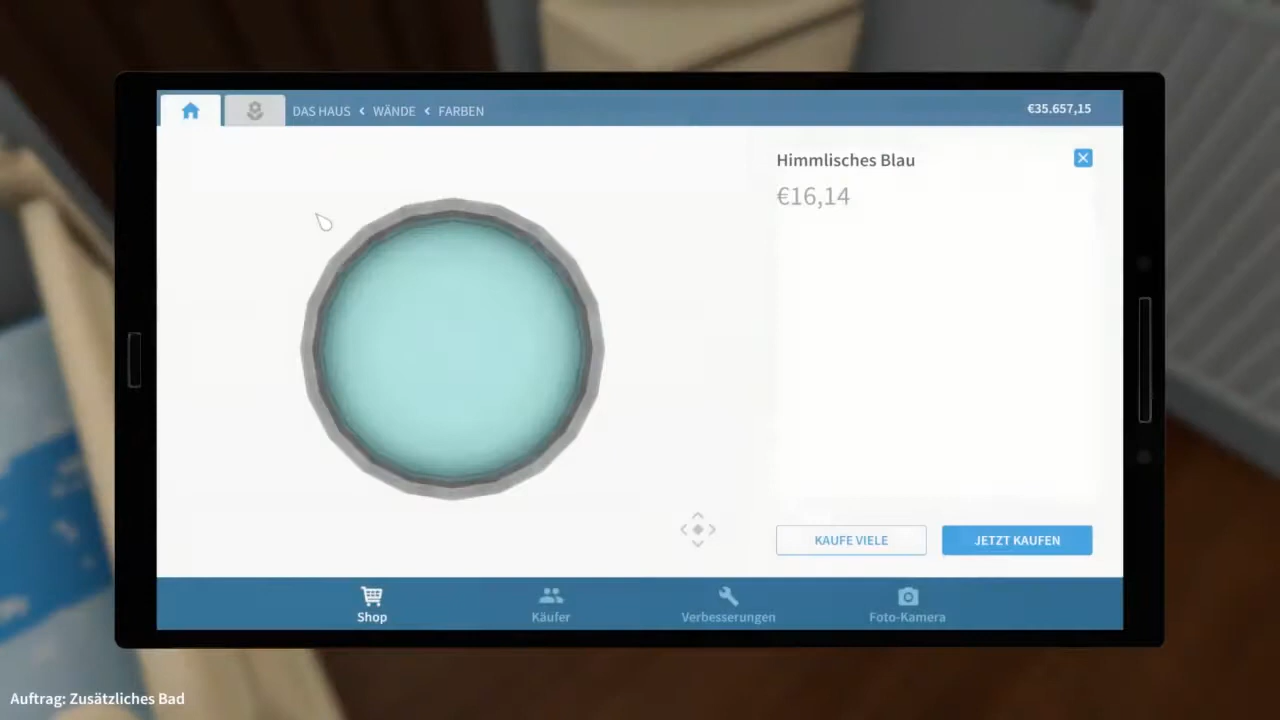 DAS HAUS < WÄNDE < FARBEN
€35.657,15
Himmlisches Blau
€16,14
KAUFE VIELE
JETZT KAUFEN
Shop
Käufer
Verbesserungen
Foto-Kamera
Auftrag: Zusätzliches Bad